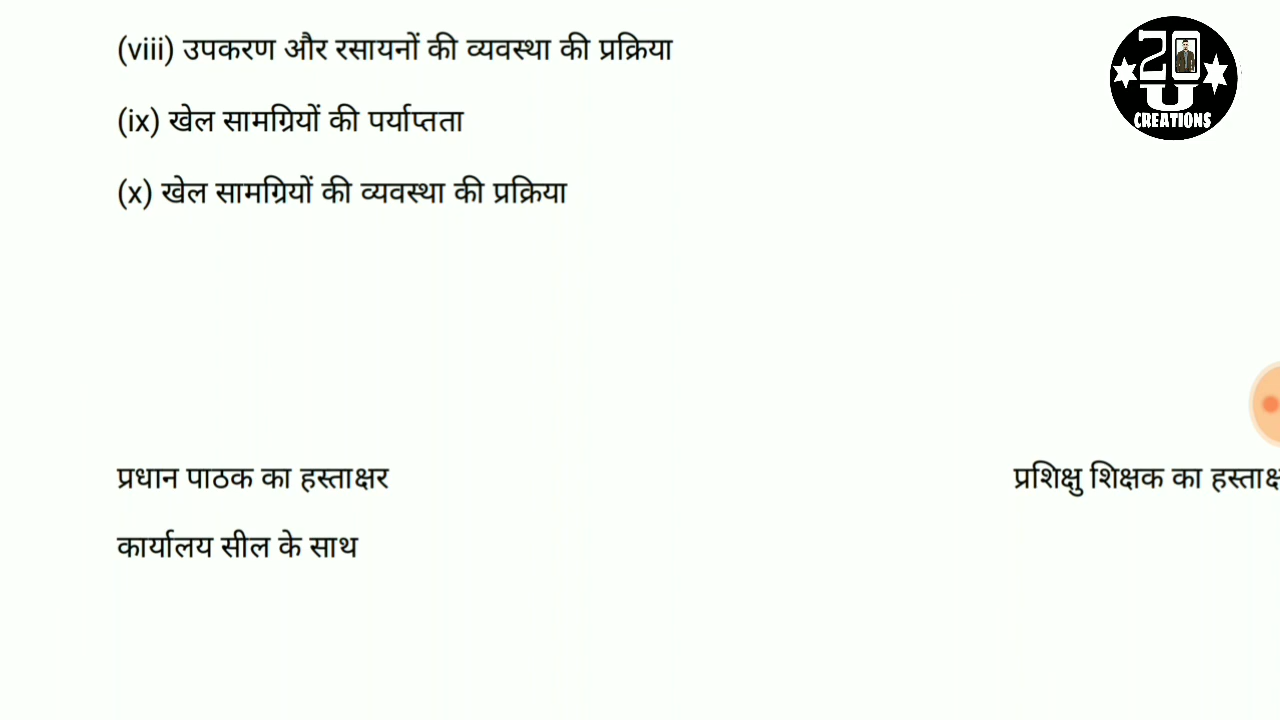 (viii) उपकरण और रसायनों की व्यवस्था की प्रक्रिया
(ix) खेल सामग्रियों की पर्याप्तता
(x) खेल सामग्रियों की व्यवस्था की प्रक्रिया
प्रधान पाठक का हस्ताक्षर
प्रशिक्षु शिक्षक का
कार्यालय सील के साथ
20
U
CREATIONS